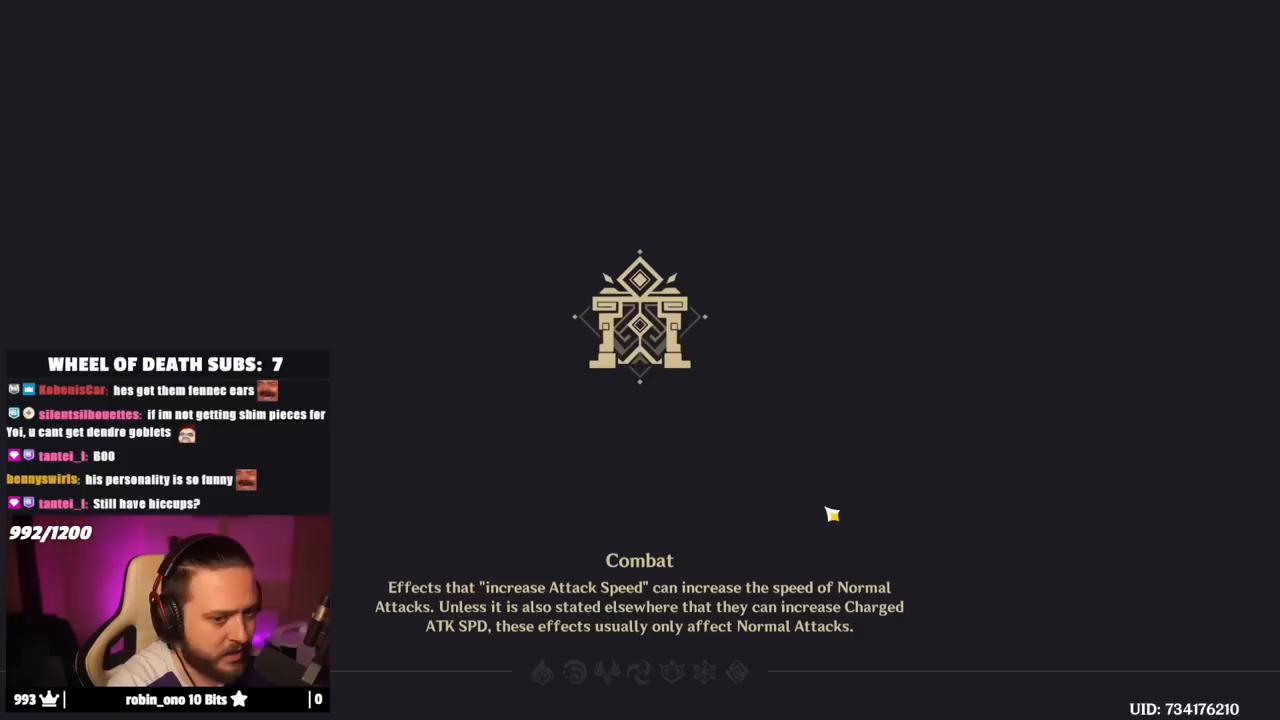 WHEEL OF DEATH SUBS: 7
KobenisCar: hes got them fennec ears
silentsilhouettes: if im not getting shim pieces for
Yoi, u cant get dendro goblets
tantei_l: BOO
bennyswirls: his personality is so funny
tantei_l: Still have hiccups?
992/1200
Combat
Effects that "increase Attack Speed" can increase the speed of Normal
Attacks. Unless it is also stated elsewhere that they can increase Charged
ATK SPD, these effects usually only affect Normal Attacks.
993 | robin_ono 10 Bits | 0
UID: 734176210